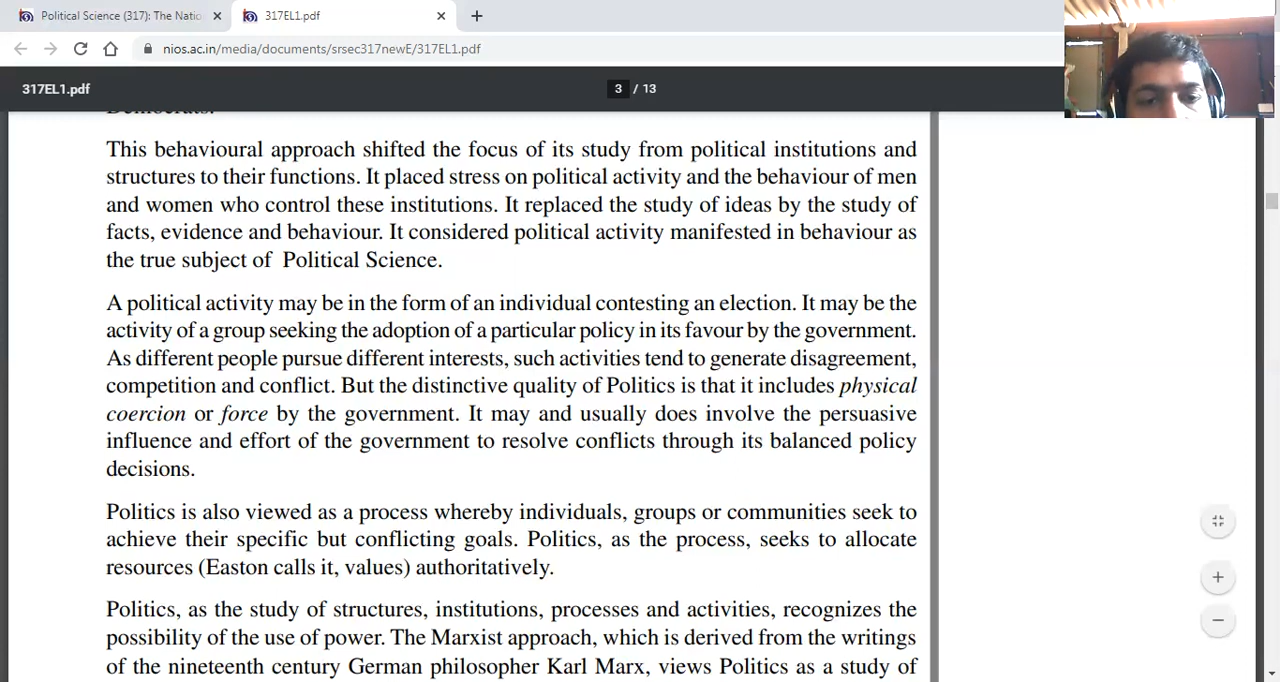 Political Science (317): The Natio
317EL1.pdf
nios.ac.in/media/documents/srsec317newE/317EL1.pdf
317EL1.pdf
3 / 13
Democrats.
This behavioural approach shifted the focus of its study from political institutions and
structures to their functions. It placed stress on political activity and the behaviour of men
and women who control these institutions. It replaced the study of ideas by the study of
facts, evidence and behaviour. It considered political activity manifested in behaviour as
the true subject of Political Science.
A political activity may be in the form of an individual contesting an election. It may be the
activity of a group seeking the adoption of a particular policy in its favour by the government.
As different people pursue different interests, such activities tend to generate disagreement,
competition and conflict. But the distinctive quality of Politics is that it includes physical
coercion or force by the government. It may and usually does involve the persuasive
influence and effort of the government to resolve conflicts through its balanced policy
decisions.
Politics is also viewed as a process whereby individuals, groups or communities seek to
achieve their specific but conflicting goals. Politics, as the process, seeks to allocate
resources (Easton calls it, values) authoritatively.
Politics, as the study of structures, institutions, processes and activities, recognizes the
possibility of the use of power. The Marxist approach, which is derived from the writings
of the nineteenth century German philosopher Karl Marx, views Politics as a study of